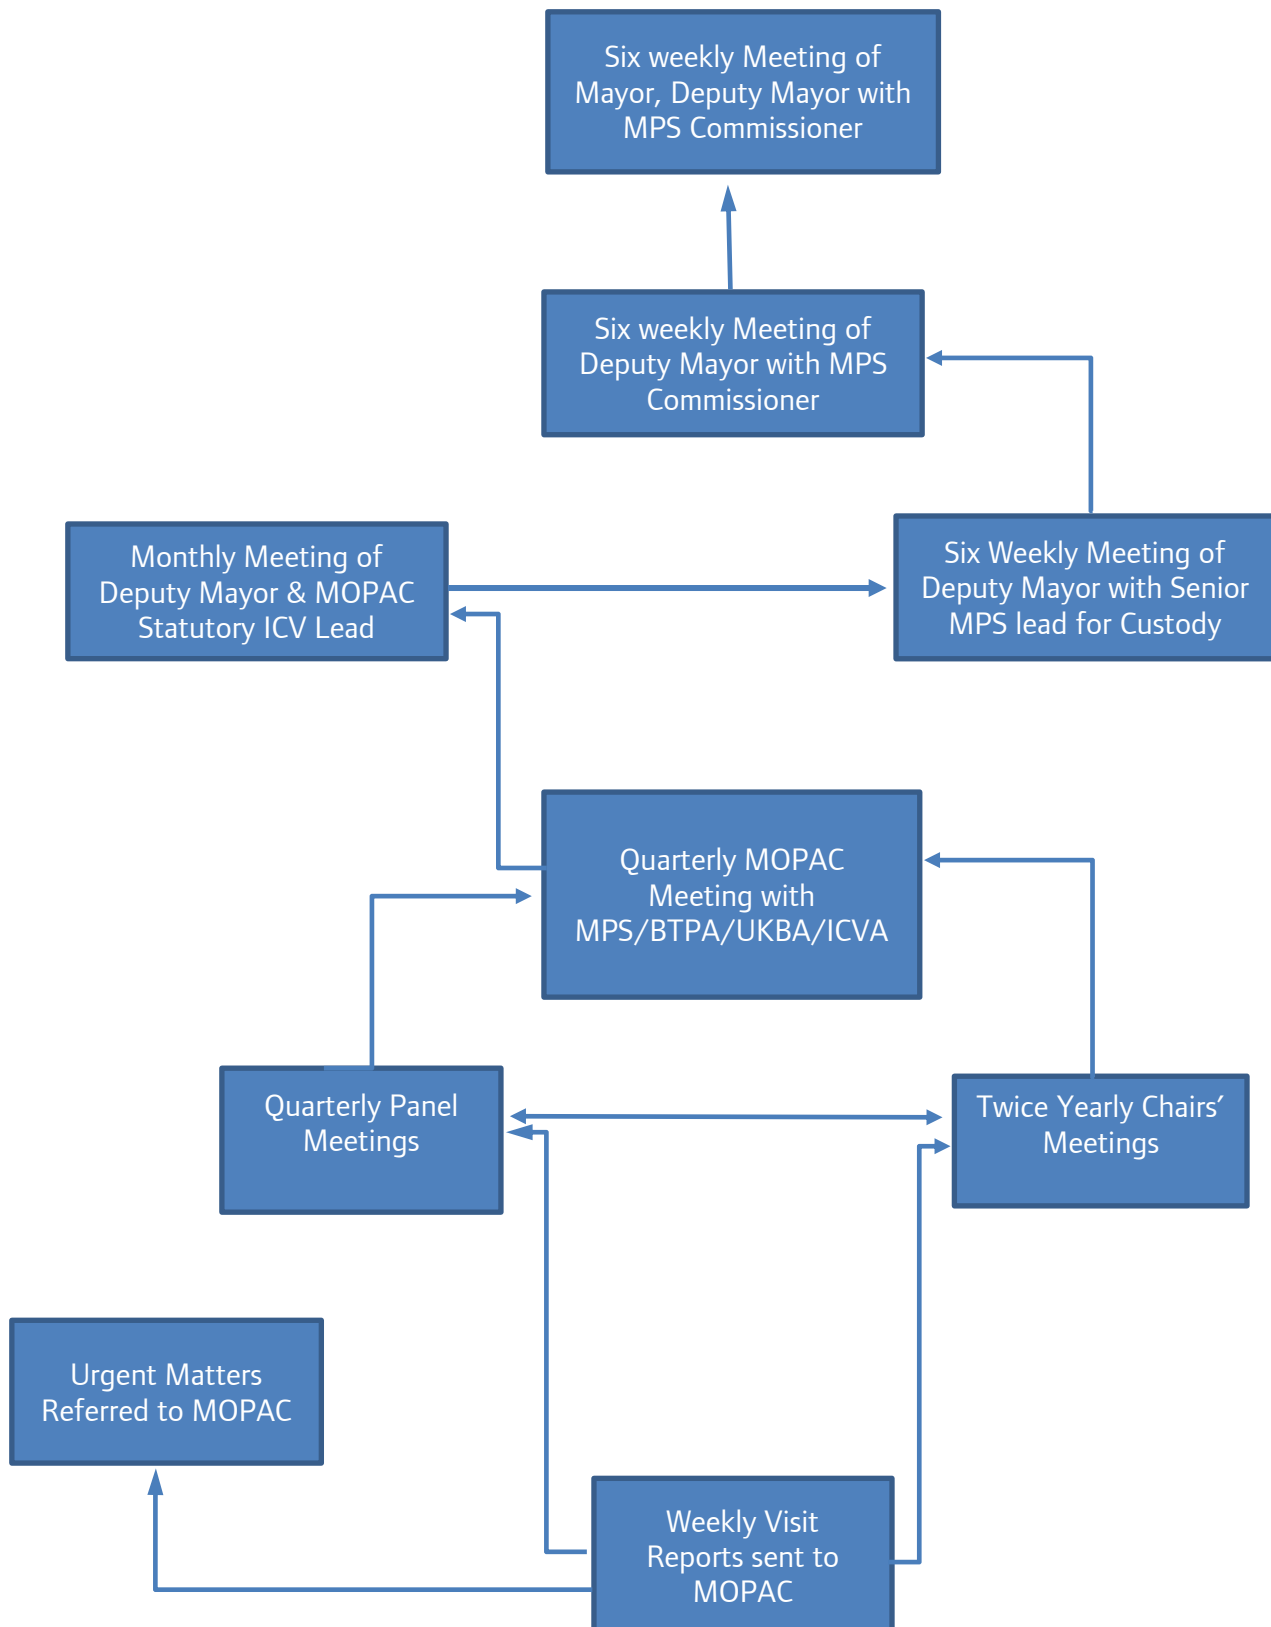 Six weekly Meeting of
Mayor, Deputy Mayor with
MPS Commissioner
Six weekly Meeting of
Deputy Mayor with MPS
Commissioner
Monthly Meeting of
Deputy Mayor & MOPAC
Statutory ICV Lead
Six Weekly Meeting of
Deputy Mayor with Senior
MPS lead for Custody
Quarterly MOPAC
Meeting with
MPS/BTPA/UKBA/ICVA
Quarterly Panel
Meetings
Twice Yearly Chairs’
Meetings
Urgent Matters
Referred to MOPAC
Weekly Visit
Reports sent to
MOPAC